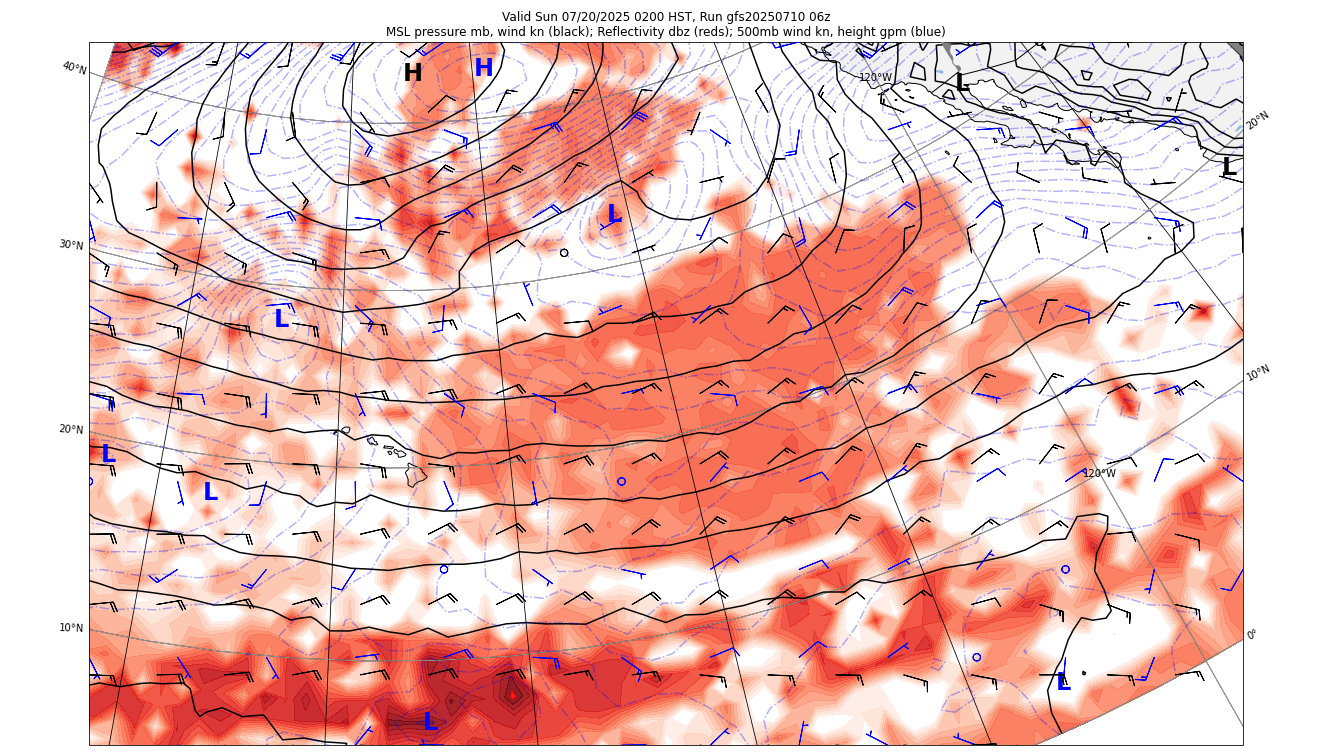 Valid Sun 07/20/2025 0200 HST, Run gfs20250710 06z
MSL pressure mb, wind kn (black); Reflectivity dbz (reds); 500mb wind kn, height gpm (blue)
40°N
H
H
120°W
L
20°N
L
L
30°N
L
10°N
20°N
L
120°W
L
10°N
0°
L
L